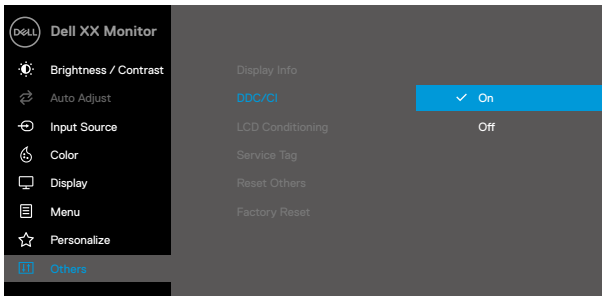 DELL
Dell XX Monitor
Brightness / Contrast
Auto Adjust
Input Source
Color
Display
Menu
Personalize
Others
Display Info
DDC/CI
LCD Conditioning
Service Tag
Reset Others
Factory Reset
On
Off